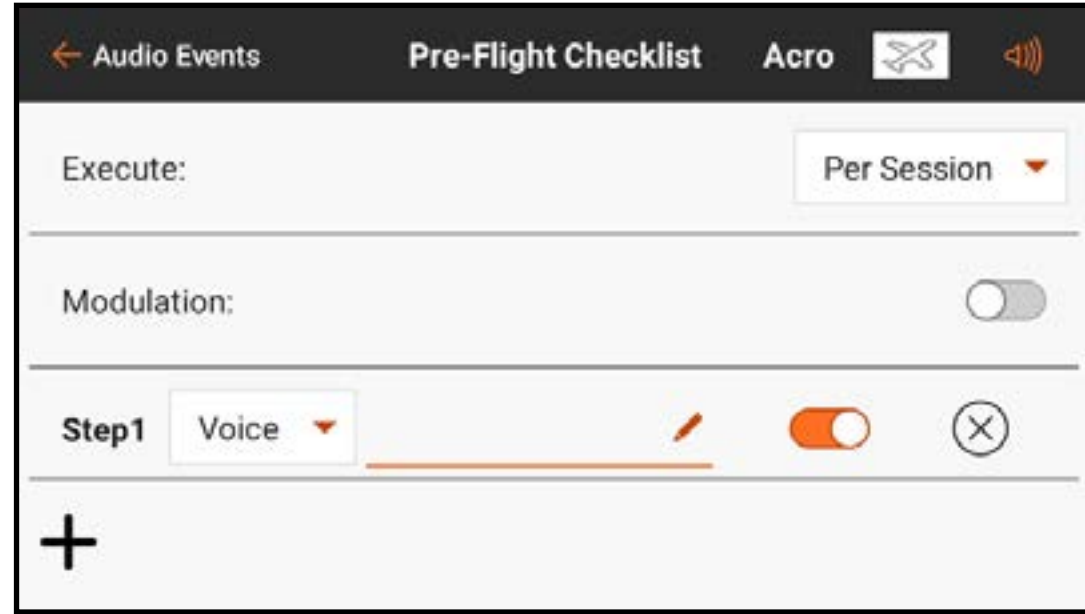 Audio Events Pre-Flight Checklist Acro
Execute: Per Session
Modulation:
Step1 Voice